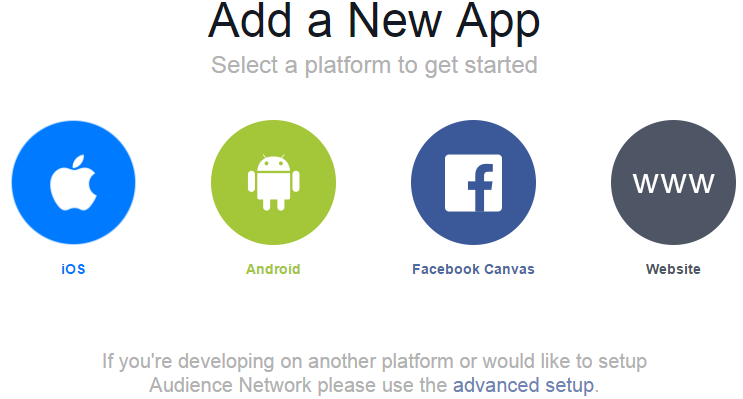 Add a New App
Select a platform to get started
www
iOS
Android
Facebook Canvas
Website
If you're developing on another platform or would like to setup
Audience Network please use the advanced setup.